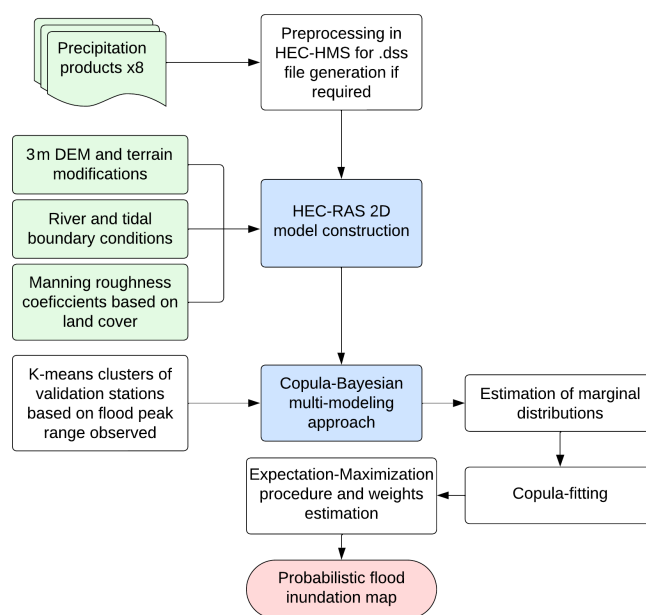 Precipitation
products x8
Preprocessing in
HEC-HMS for .dss
file generation if
required
3m DEM and terrain
modifications
River and tidal
boundary conditions
Manning roughness
coeficcients based on
land cover
HEC-RAS 2D
model construction
K-means clusters of
validation stations
based on flood peak
range observed
Copula-Bayesian
multi-modeling
approach
Estimation of marginal
distributions
Copula-fitting
Expectation-Maximization
procedure and weights
estimation
Probabilistic flood
inundation map